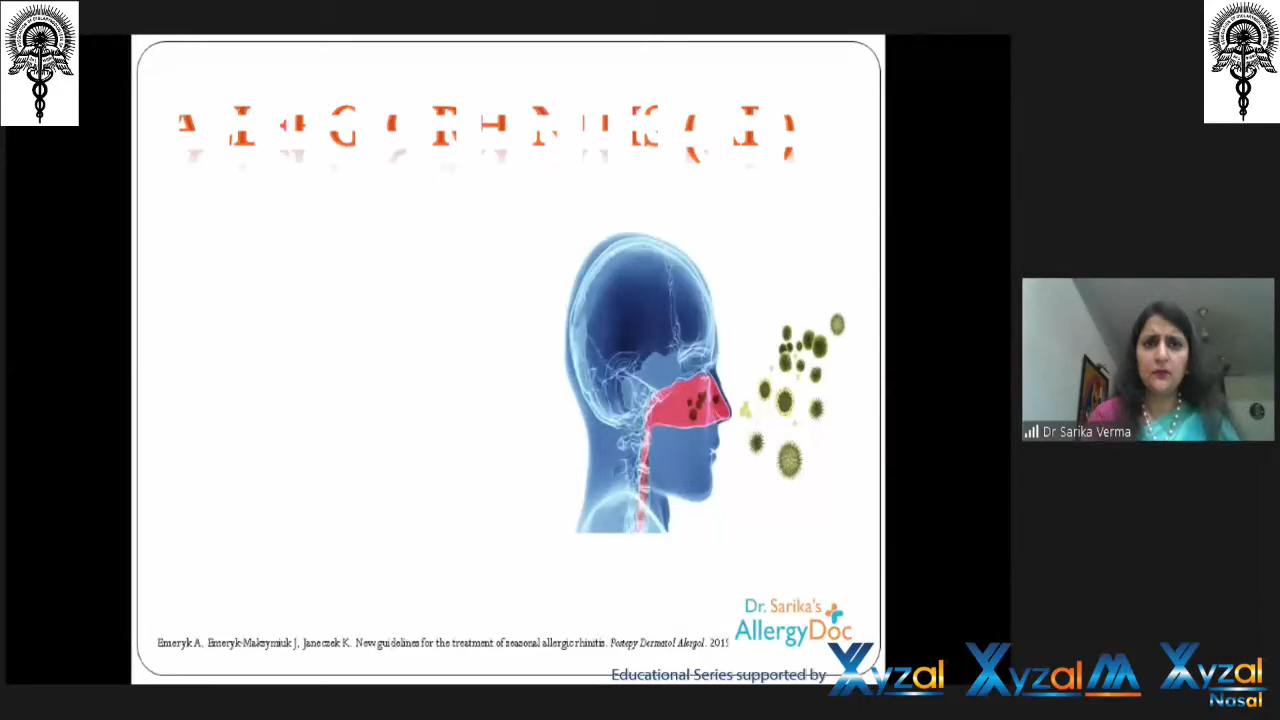 Dr Sarika Verma
Dr. Sarika's
AllergyDoc
Emeryk A, Emeryk-Maksymiuk J, Janeczek K. New guidelines for the treatment of seasonal allergic rhinitis. Postepy Dermatol Alergol. 2019
Educational Series supported by
Xyzal
Xyzal M
Xyzal
Nasal